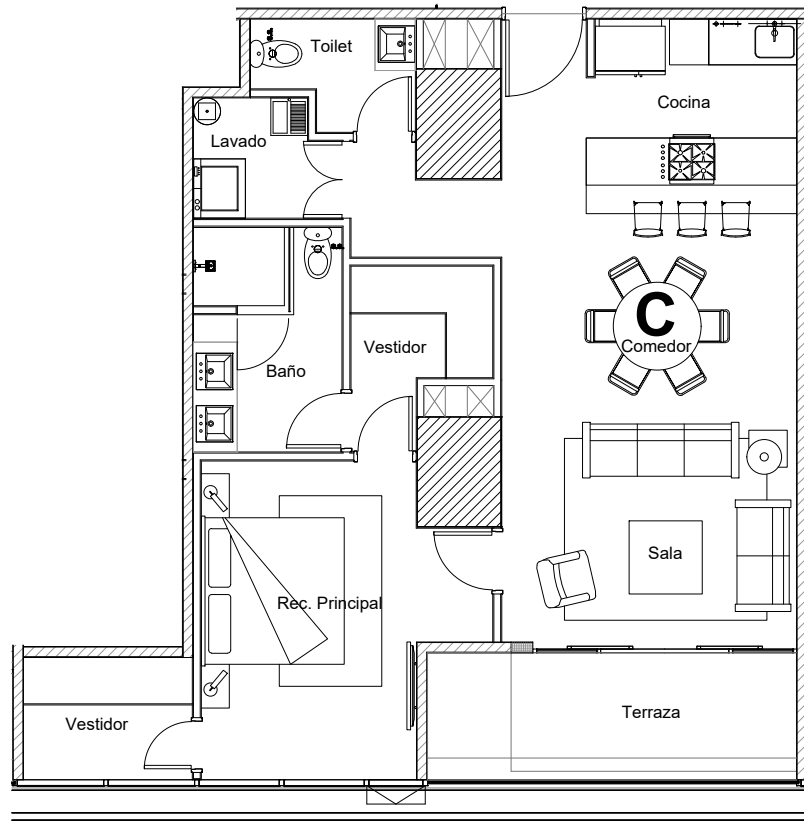 Toilet
Cocina
Lavado
C
Comedor
Vestidor
Baño
Sala
Rec. Principal
Terraza
Vestidor